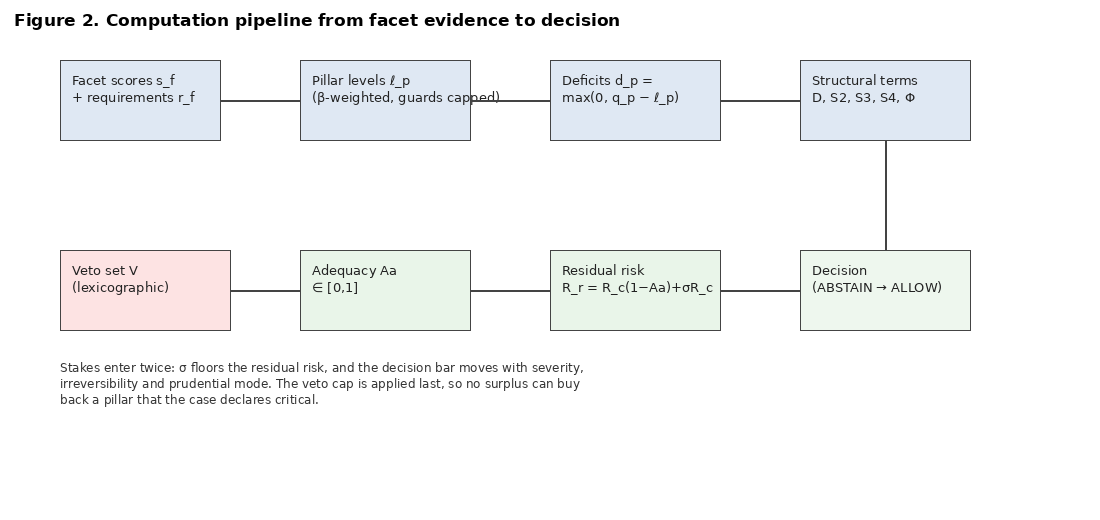 Figure 2. Computation pipeline from facet evidence to decision
Facet scores s_f
+ requirements r_f
Pillar levels ℓ_p
(β-weighted, guards capped)
Deficits d_p =
max(0, q_p − ℓ_p)
Structural terms
D, S2, S3, S4, Φ
Veto set V
(lexicographic)
Adequacy Aa
∈ [0,1]
Residual risk
R_r = R_c(1−Aa)+σR_c
Decision
(ABSTAIN → ALLOW)
Stakes enter twice: σ floors the residual risk, and the decision bar moves with severity,
irreversibility and prudential mode. The veto cap is applied last, so no surplus can buy
back a pillar that the case declares critical.